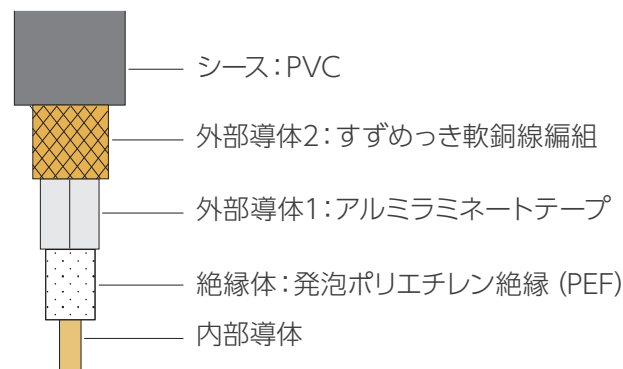 シース：PVC
外部導体2：すずめっき軟銅線編組
外部導体1：アルミラミネートテープ
絶縁体：発泡ポリエチレン絶縁 (PEF)
内部導体